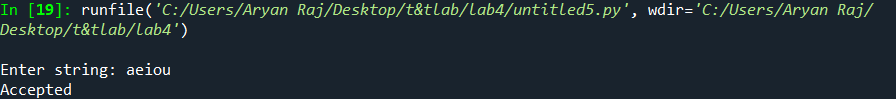 In [19]: runfile('C:/Users/Aryan Raj/Desktop/t&tlab/lab4/untitled5.py', wdir='C:/Users/Aryan Raj/
Desktop/t&tlab/lab4')
Enter string: aeiou
Accepted